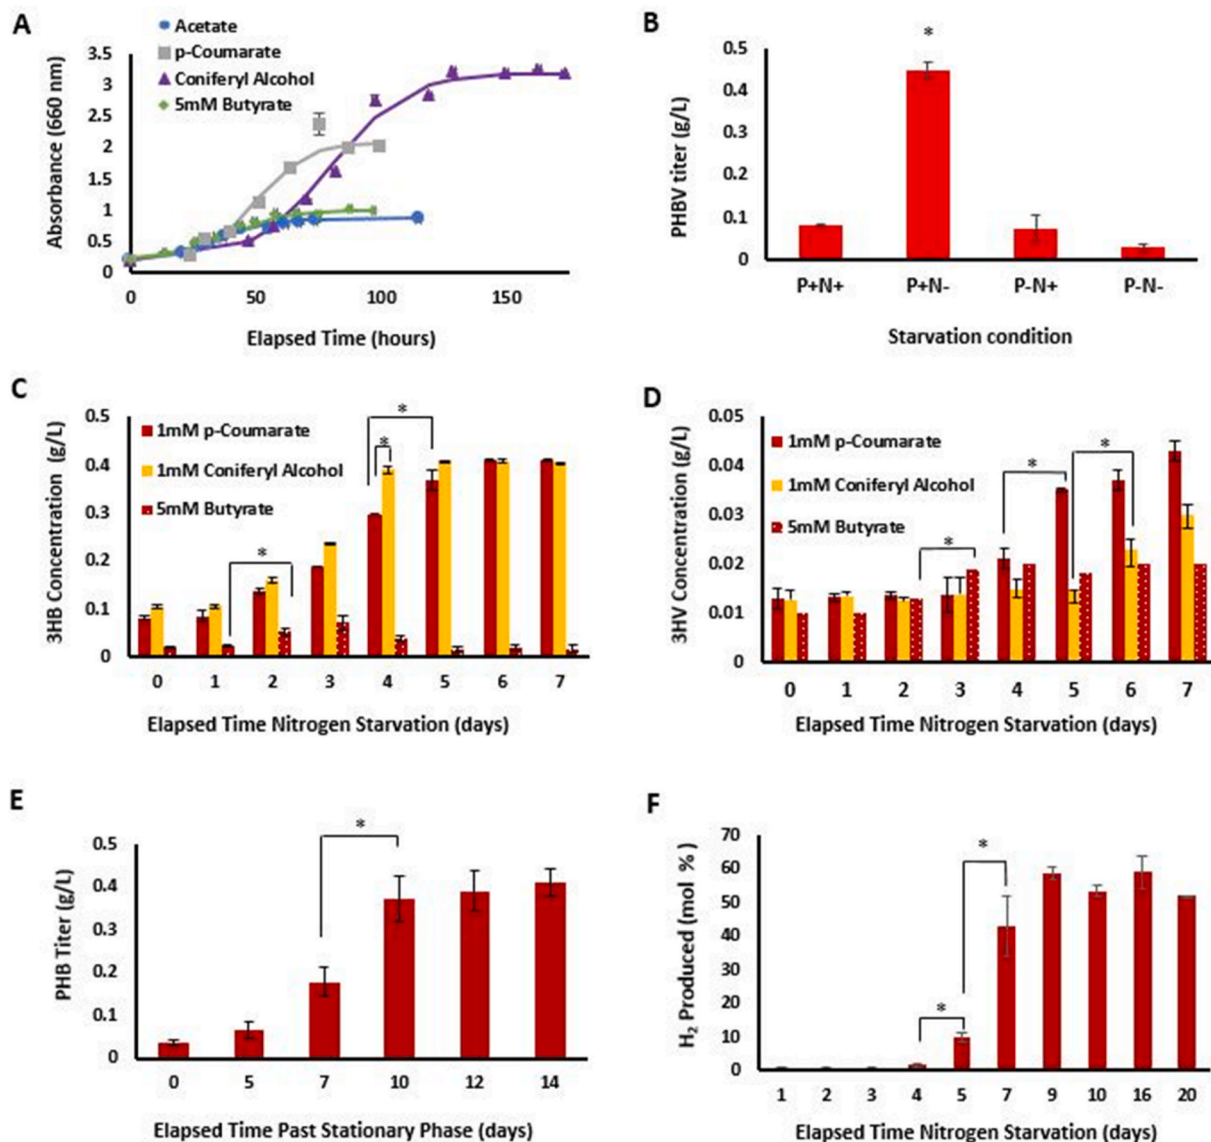 A
Acetate
p-Coumarate
Coniferyl Alcohol
5mM Butyrate
Absorbance (660 nm)
3.5
3
2.5
2
1.5
1
0.5
0
0 50 100 150
Elapsed Time (hours)
B
*
PHBV titer (g/L)
0.5
0.4
0.3
0.2
0.1
0
P+N+ P+N- P-N+ P-N-
Starvation condition
C
1mM p-Coumarate
1mM Coniferyl Alcohol
5mM Butyrate
* * *
3HB Concentration (g/L)
0.5
0.4
0.3
0.2
0.1
0
0 1 2 3 4 5 6 7
Elapsed Time Nitrogen Starvation (days)
D
1mM p-Coumarate
1mM Coniferyl Alcohol
5mM Butyrate
* * *
3HV Concentration (g/L)
0.05
0.04
0.03
0.02
0.01
0
0 1 2 3 4 5 6 7
Elapsed Time Nitrogen Starvation (days)
E
*
PHB Titer (g/L)
0.5
0.4
0.3
0.2
0.1
0
0 5 7 10 12 14
Elapsed Time Past Stationary Phase (days)
F
* *
H₂ Produced (mol % )
70
60
50
40
30
20
10
0
1 2 3 4 5 7 9 10 16 20
Elapsed Time Nitrogen Starvation (days)